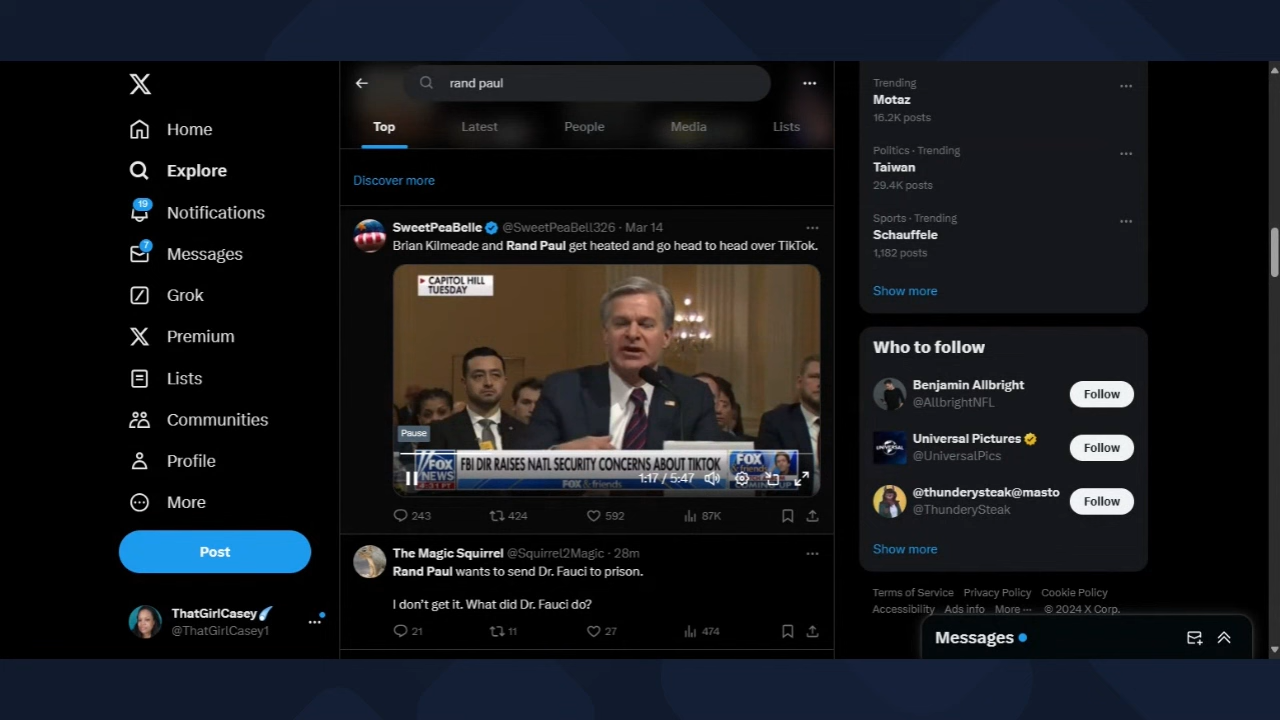 rand paul
Top
Latest
People
Media
Lists
Home
Explore
19
Notifications
7
Messages
Grok
Premium
Lists
Communities
Profile
More
Post
ThatGirlCasey
@ThatGirlCasey1
Discover more
SweetPeaBelle @SweetPeaBell326 · Mar 14
Brian Kilmeade and Rand Paul get heated and go head to head over TikTok.
CAPITOL HILL
TUESDAY
Pause
FOX
NEWS
FBI DIR RAISES NATL SECURITY CONCERNS ABOUT TIKTOK
FOX
FOX & friends
1:17 / 5:47
243
424
592
87K
The Magic Squirrel @Squirrel2Magic · 28m
Rand Paul wants to send Dr. Fauci to prison.
I don't get it. What did Dr. Fauci do?
21
11
27
474
Trending
Motaz
16.2K posts
Politics · Trending
Taiwan
29.4K posts
Sports · Trending
Schauffele
1,182 posts
Show more
Who to follow
Benjamin Allbright
@AllbrightNFL
Follow
Universal Pictures
@UniversalPics
Follow
@thunderysteak@masto
@ThunderySteak
Follow
Show more
Terms of Service Privacy Policy Cookie Policy
Accessibility Ads info More ··· © 2024 X Corp.
Messages